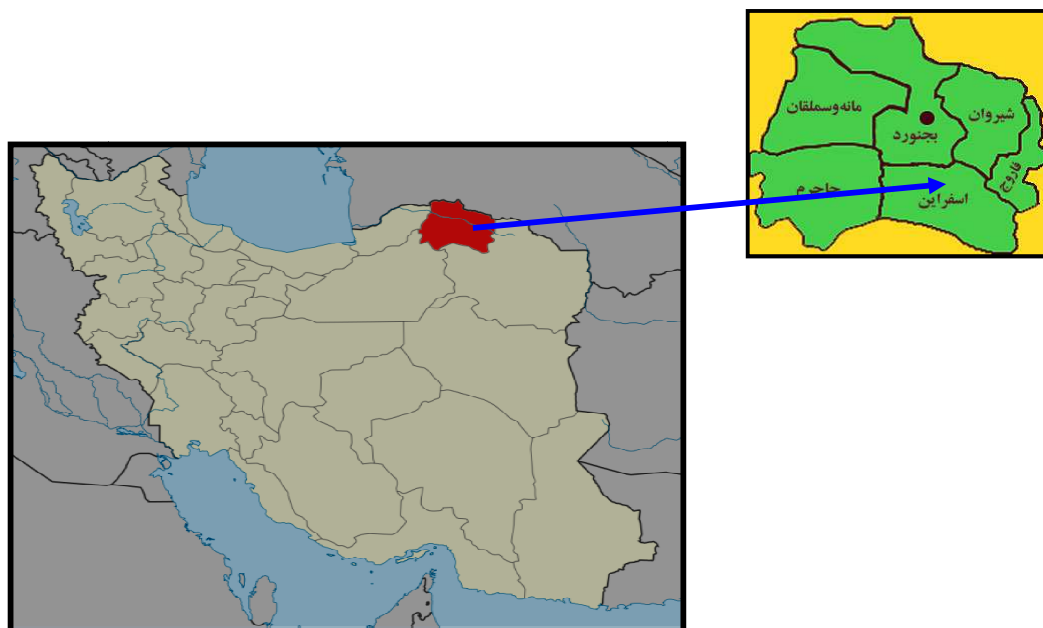 شیروان
مانه‌وسملقان
بجنورد
فاروج
جاجرم
اسفراین